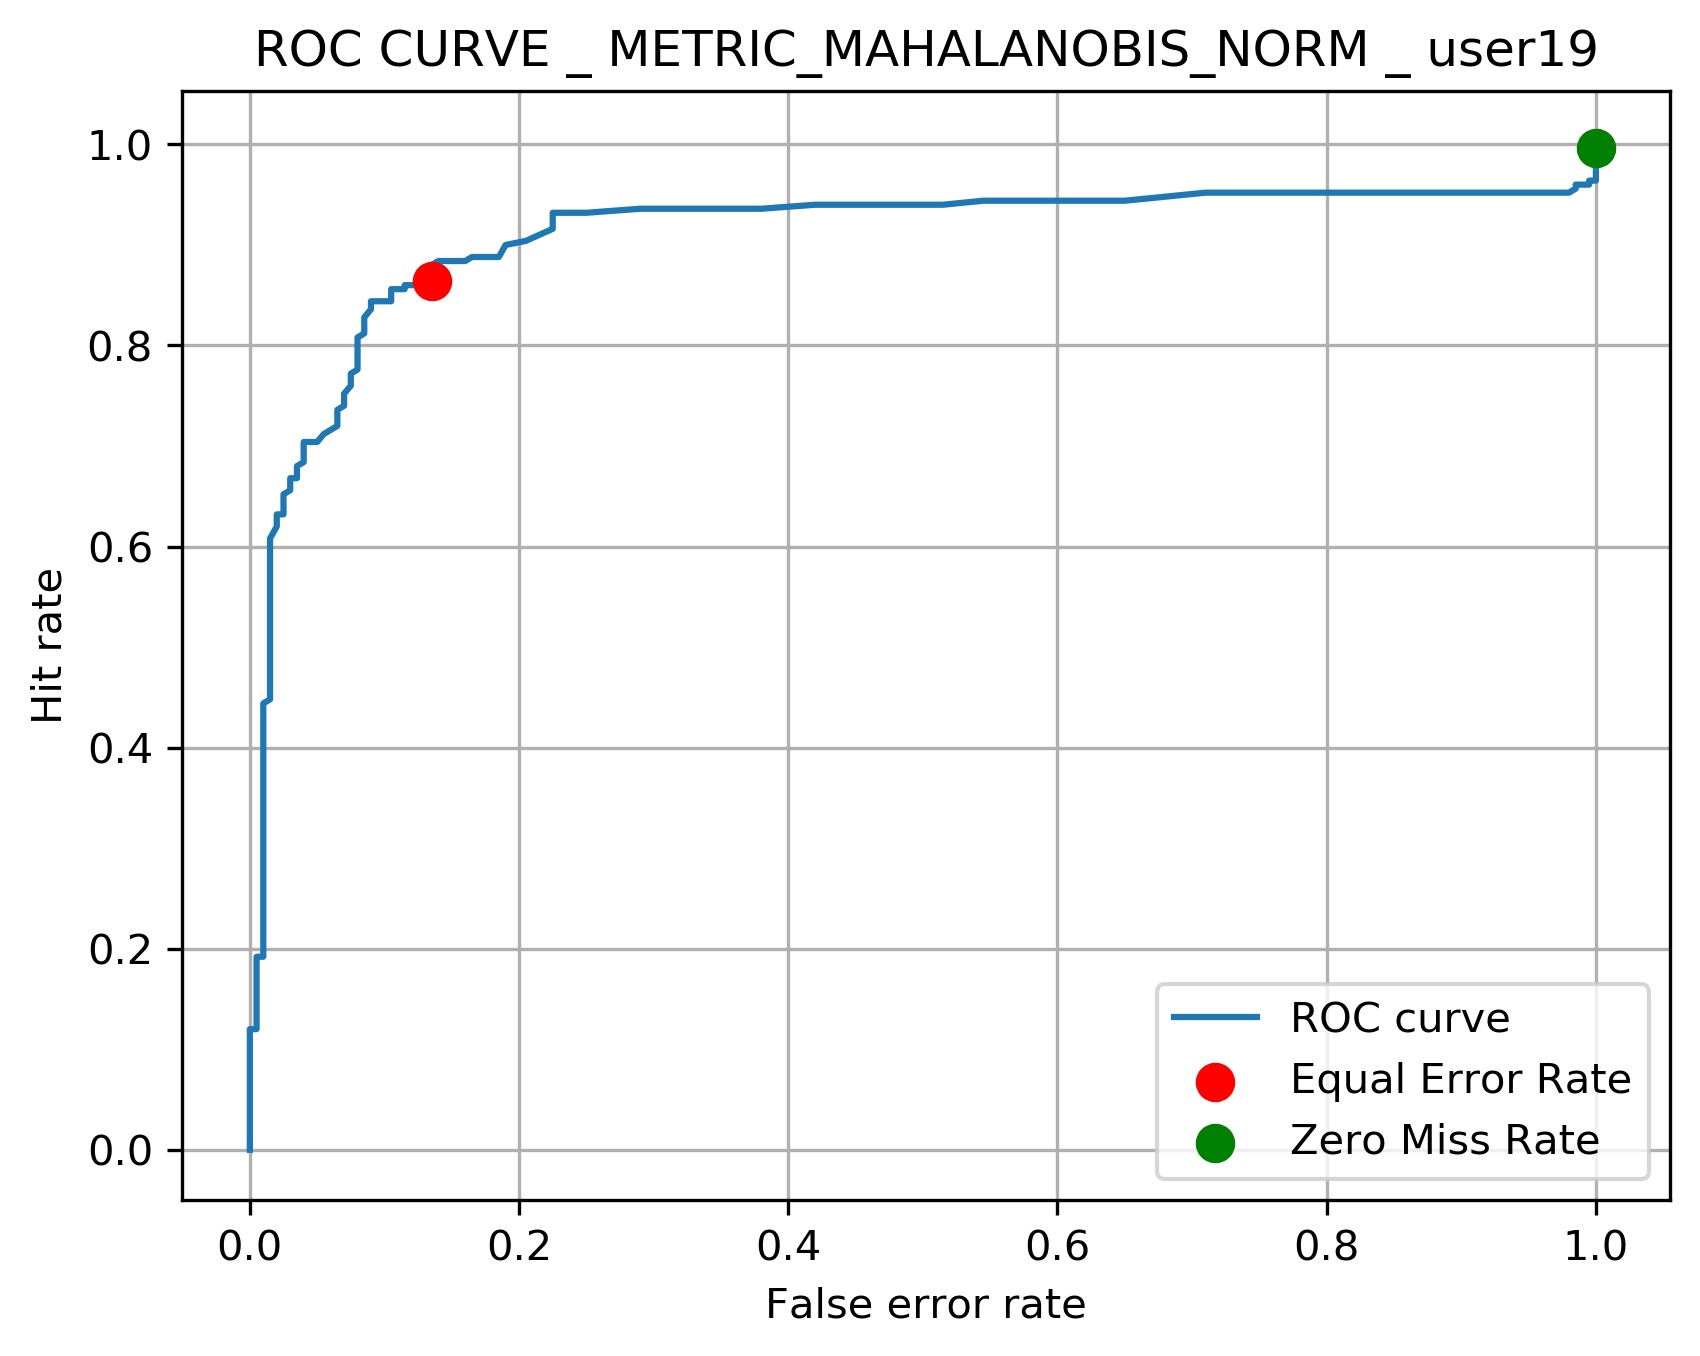 ROC CURVE _ METRIC_MAHALANOBIS_NORM _ user19
1.0
0.8
0.6
0.4
0.2
0.0
Hit rate
ROC curve
Equal Error Rate
Zero Miss Rate
0.0 0.2 0.4 0.6 0.8 1.0
False error rate